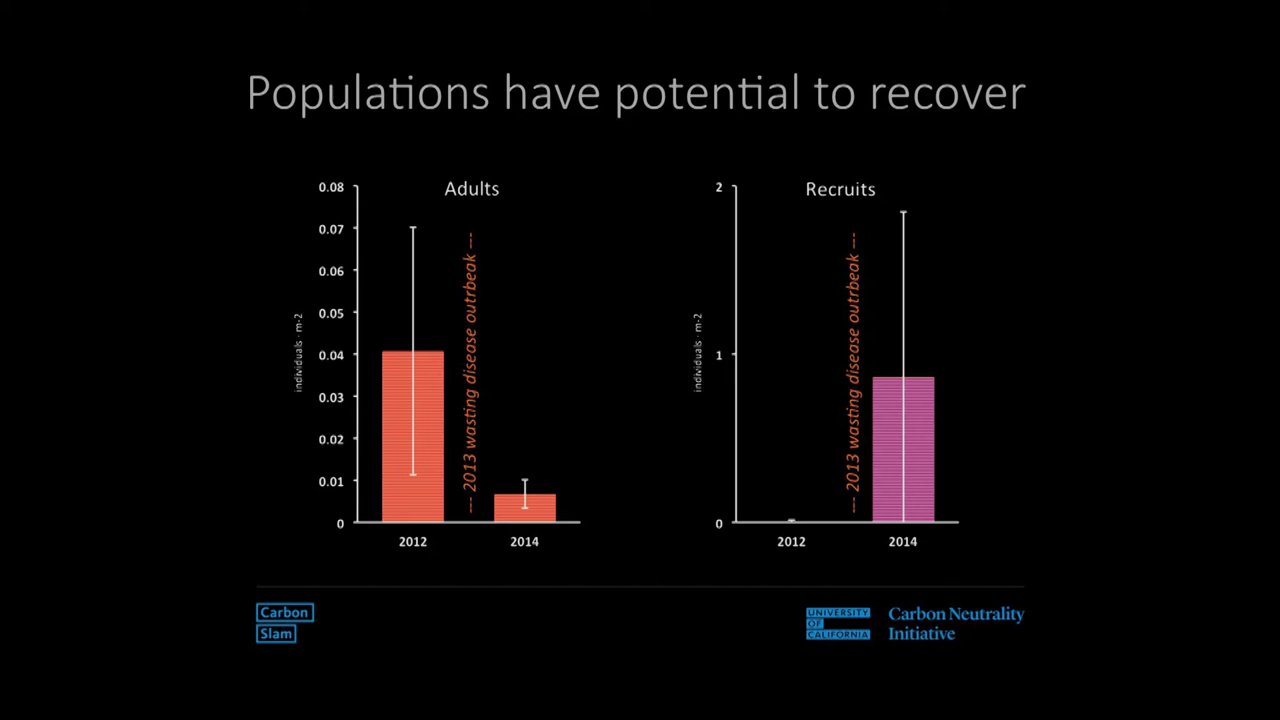 Populations have potential to recover
Adults
0.08
0.07
0.06
0.05
0.04
0.03
0.02
0.01
0
individuals · m-2
--- 2013 wasting disease outrbeak ---
2012
2014
Recruits
2
1
0
individuals · m-2
--- 2013 wasting disease outrbeak ---
2012
2014
Carbon
Slam
UNIVERSITY
OF
CALIFORNIA
Carbon Neutrality
Initiative